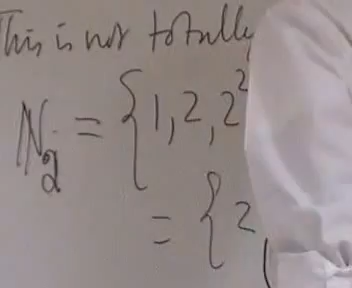 This is not totally
N₂ = {1, 2, 2²
= {2